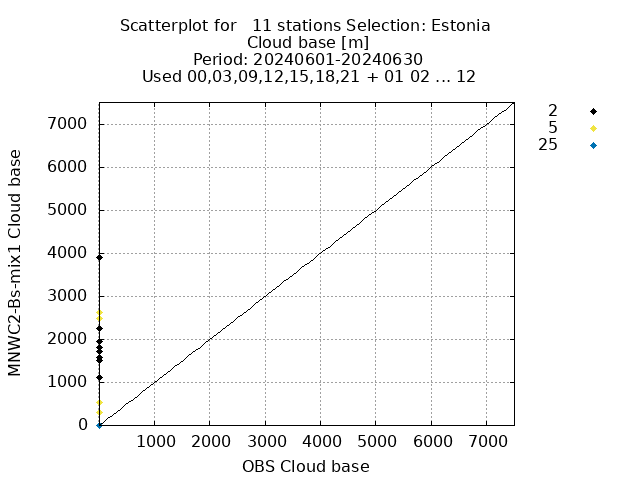 Scatterplot for   11 stations Selection: Estonia
Cloud base [m]
Period: 20240601-20240630
Used 00,03,09,12,15,18,21 + 01 02 ... 12
2
5
25
7000
6000
5000
4000
3000
2000
1000
0
MNWC2-Bs-mix1 Cloud base
1000 2000 3000 4000 5000 6000 7000
OBS Cloud base